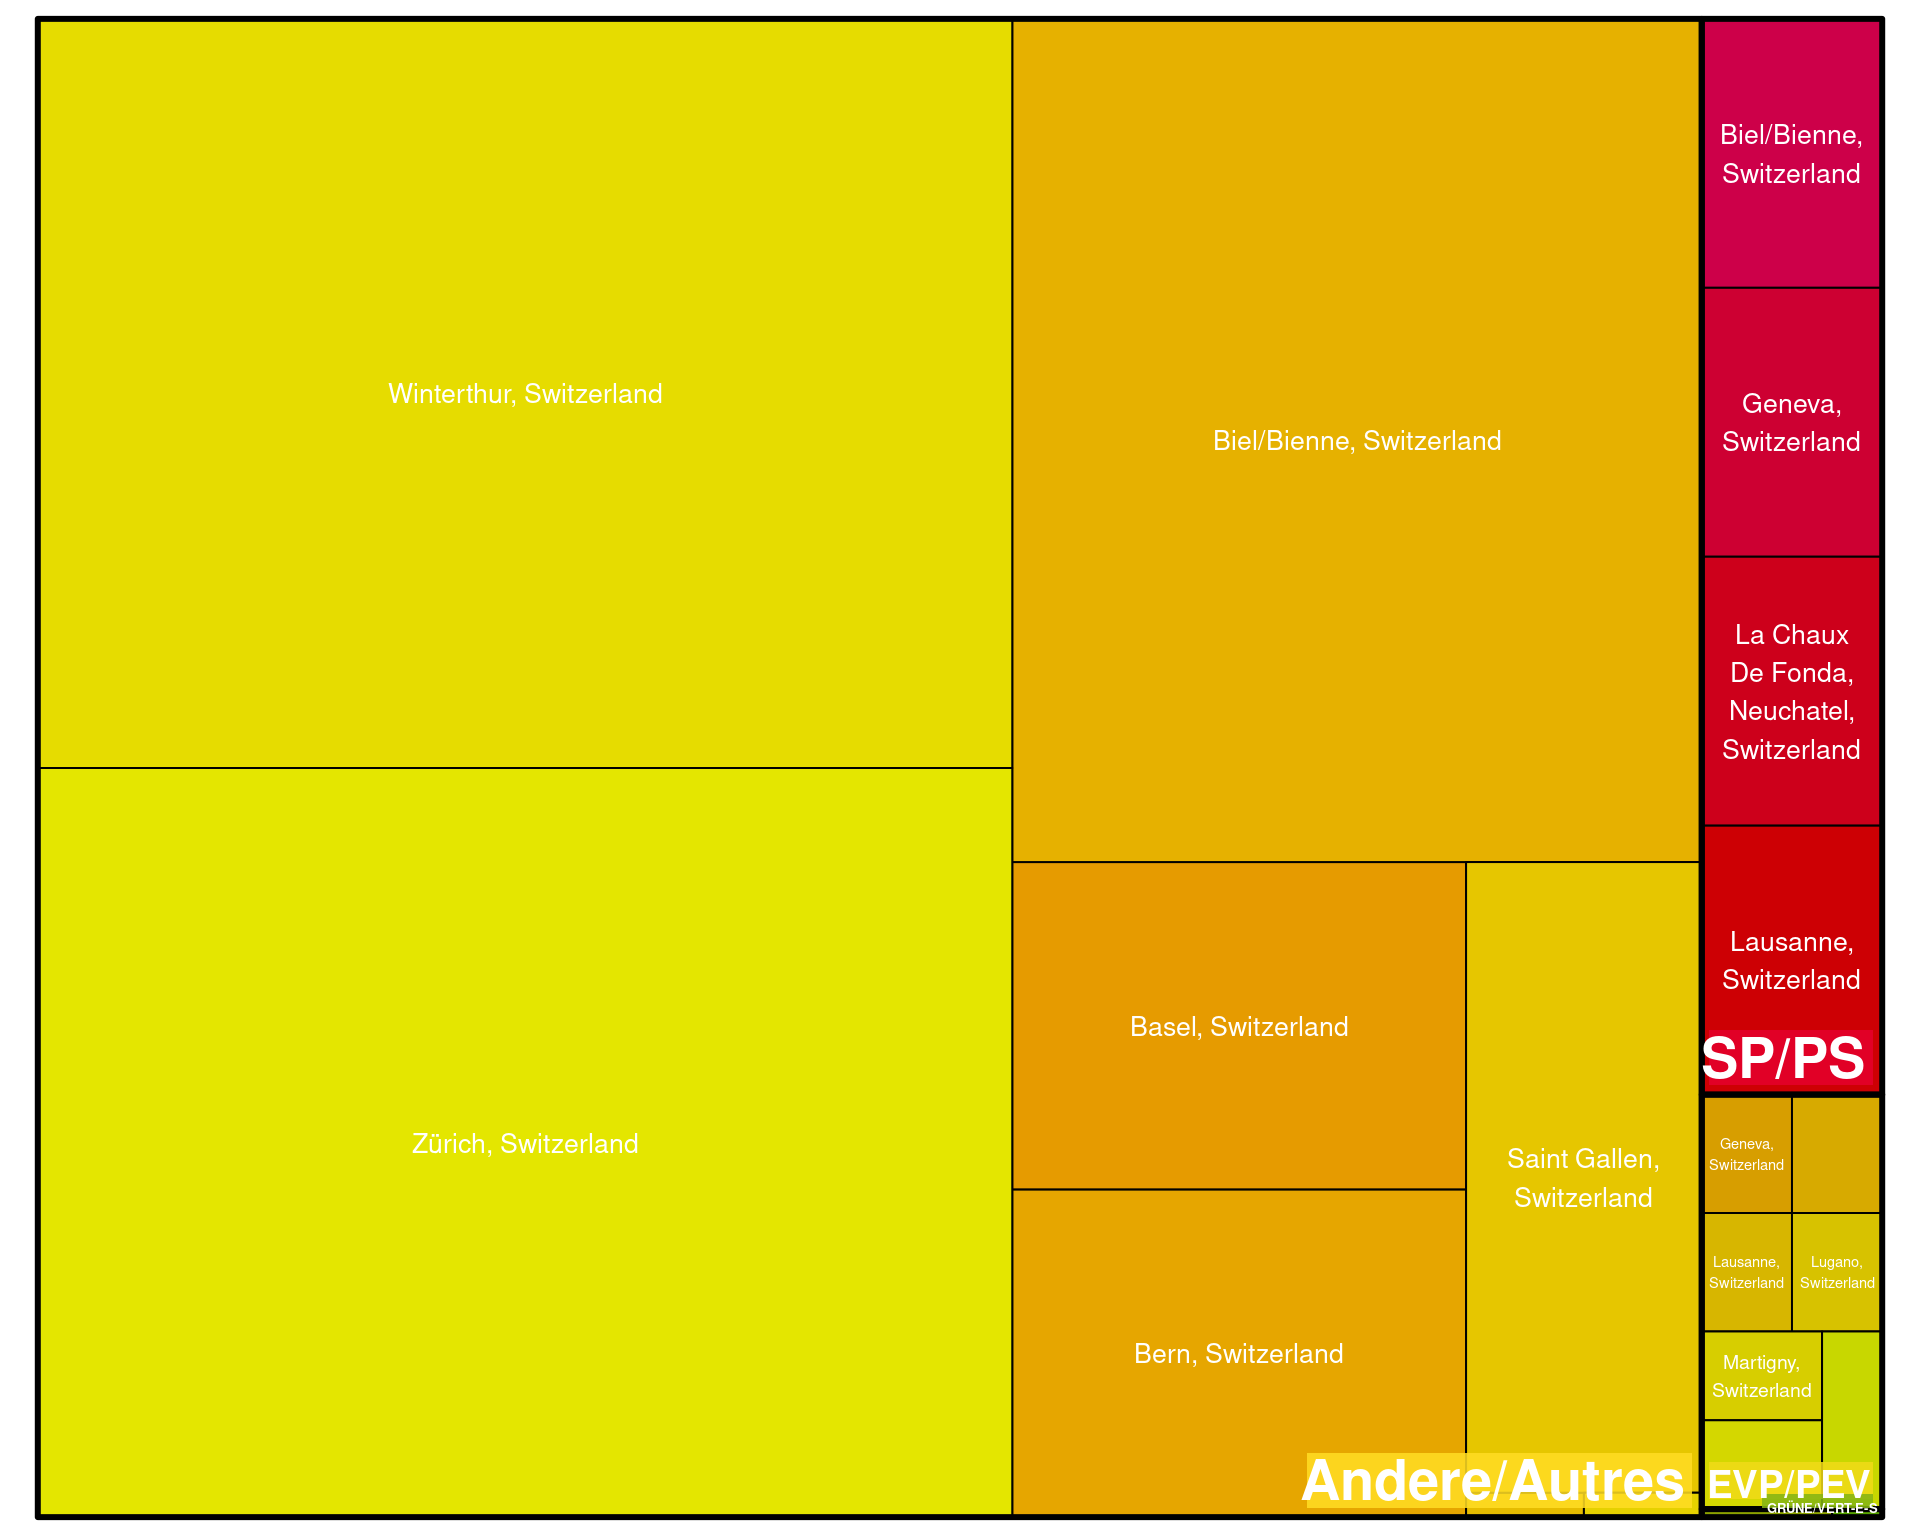 Winterthur, Switzerland
Zürich, Switzerland
Biel/Bienne, Switzerland
Basel, Switzerland
Bern, Switzerland
Saint Gallen,
Switzerland
Andere/Autres
Biel/Bienne,
Switzerland
Geneva,
Switzerland
La Chaux
De Fonda,
Neuchatel,
Switzerland
Lausanne,
Switzerland
SP/PS
Geneva,
Switzerland
Lausanne,
Switzerland
Lugano,
Switzerland
Martigny,
Switzerland
EVP/PEV
GRÜNE/VERT-E-S